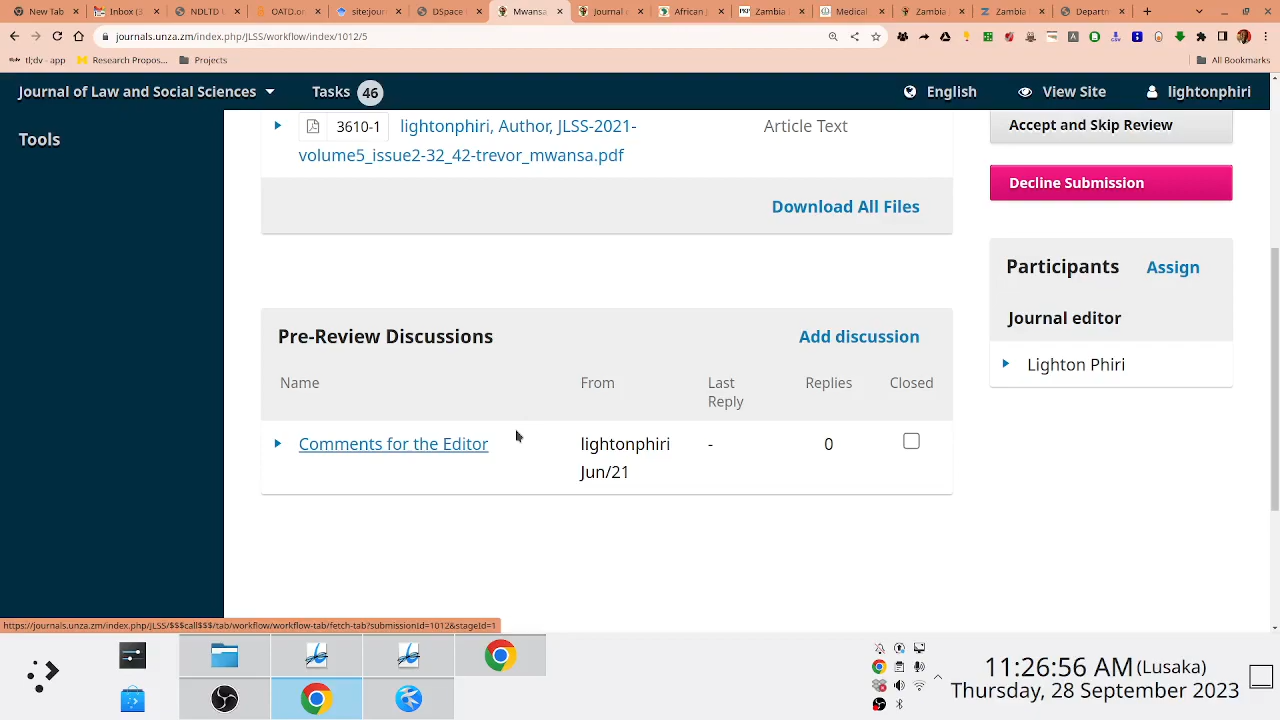 New Tab
Inbox (3
NDLTD
OATD.or
sitejourn
DSpace
Mwansa
Journal
African J
PKP
Zambia
Medical
Zambia
Zambia
Departm
journals.unza.zm/index.php/JLSS/workflow/index/1012/5
tl;dv - app
Research Propos...
Projects
All Bookmarks
Journal of Law and Social Sciences
Tasks 46
English
View Site
lightonphiri
Tools
3610-1
lightonphiri, Author, JLSS-2021-
volume5_issue2-32_42-trevor_mwansa.pdf
Article Text
Download All Files
Accept and Skip Review
Decline Submission
Participants
Assign
Journal editor
Lighton Phiri
Pre-Review Discussions
Add discussion
Name
From
Last
Reply
Replies
Closed
Comments for the Editor
lightonphiri
Jun/21
-
0
https://journals.unza.zm/index.php/JLSS/$$$call$$$/tab/workflow/workflow-tab/fetch-tab?submissionId=1012&stageId=1
11:26:56 AM (Lusaka)
Thursday, 28 September 2023